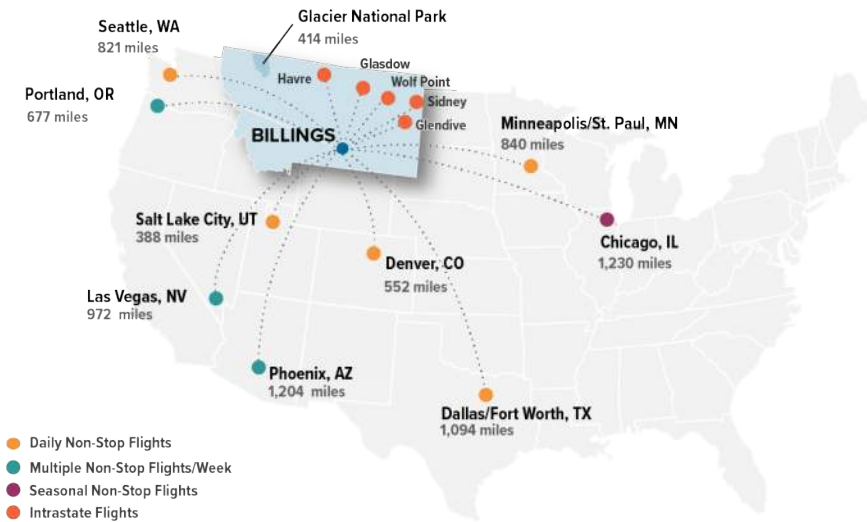 Glacier National Park
414 miles
Seattle, WA
821 miles
Glasdow
Havre
Wolf Point
Portland, OR
677 miles
Sidney
Glendive
BILLINGS
Minneapolis/St. Paul, MN
840 miles
Salt Lake City, UT
388 miles
Chicago, IL
1,230 miles
Denver, CO
552 miles
Las Vegas, NV
972 miles
Phoenix, AZ
1,204 miles
Dallas/Fort Worth, TX
1,094 miles
Daily Non-Stop Flights
Multiple Non-Stop Flights/Week
Seasonal Non-Stop Flights
Intrastate Flights